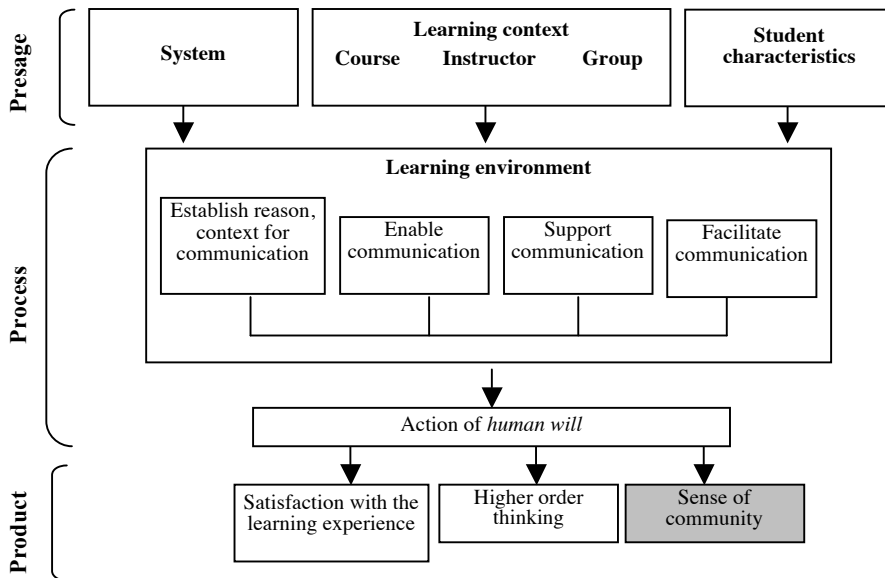 Presage
System
Learning context
Course Instructor Group
Student
characteristics
Process
Learning environment
Establish reason,
context for
communication
Enable
communication
Support
communication
Facilitate
communication
Action of human will
Product
Satisfaction with the
learning experience
Higher order
thinking
Sense of
community